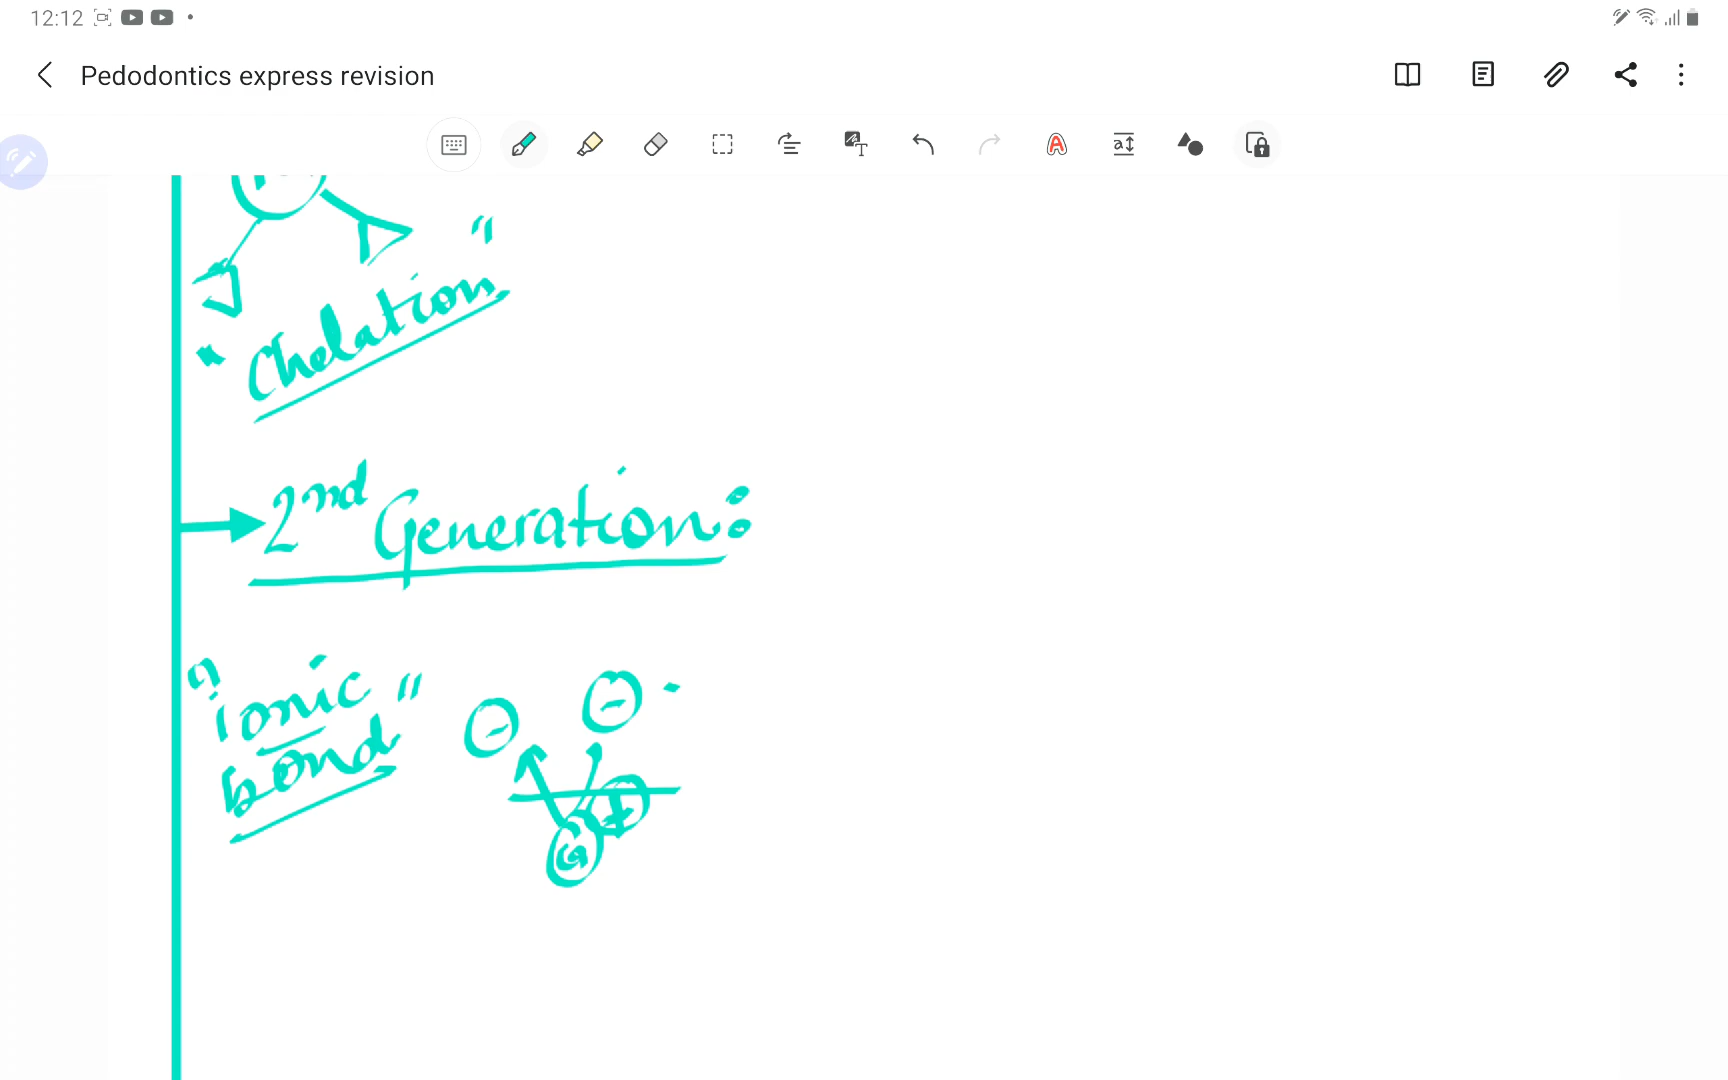 12:12
Pedodontics express revision
"Chelation"
2nd Generation:
"ionic
bond"